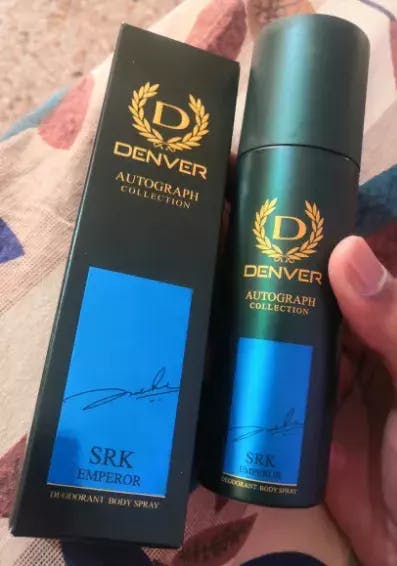 D
DENVER
AUTOGRAPH
COLLECTION
SRK
EMPEROR
DEODORANT BODY SPRAY
D
DENVER
AUTOGRAPH
COLLECTION
SRK
EMPEROR
DEODORANT BODY SPRAY